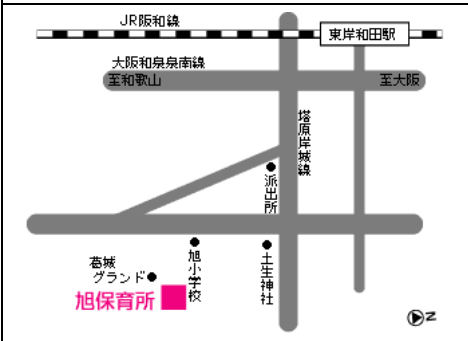 JR阪和線
東岸和田駅
大阪和泉泉南線
至和歌山
至大阪
塔原岸城線
派出所
葛城
グランド
旭小学校
土生神社
旭保育所
N